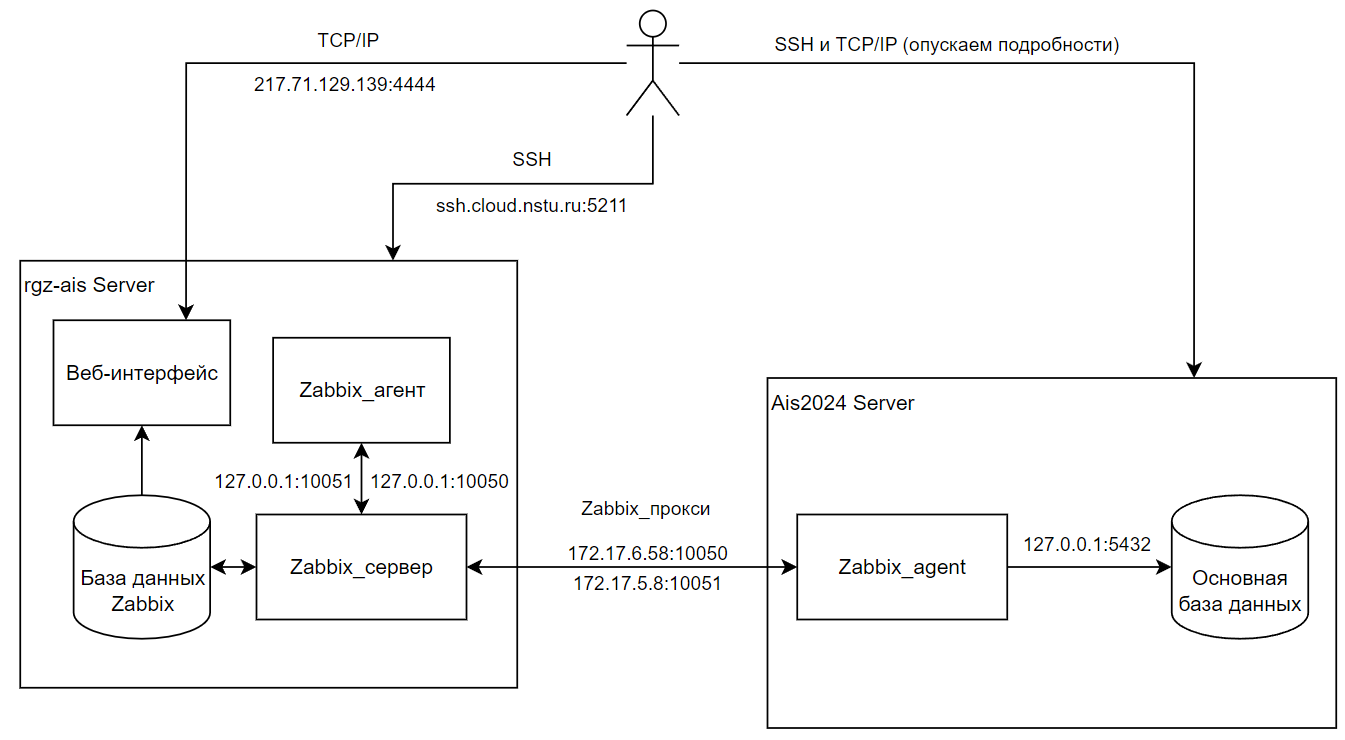 TCP/IP
217.71.129.139:4444
SSH и TCP/IP (опускаем подробности)
SSH
ssh.cloud.nstu.ru:5211
rgz-ais Server
Веб-интерфейс
Zabbix_агент
127.0.0.1:10051
127.0.0.1:10050
База данных
Zabbix
Zabbix_сервер
Zabbix_прокси
172.17.6.58:10050
172.17.5.8:10051
Ais2024 Server
Zabbix_agent
127.0.0.1:5432
Основная
база данных